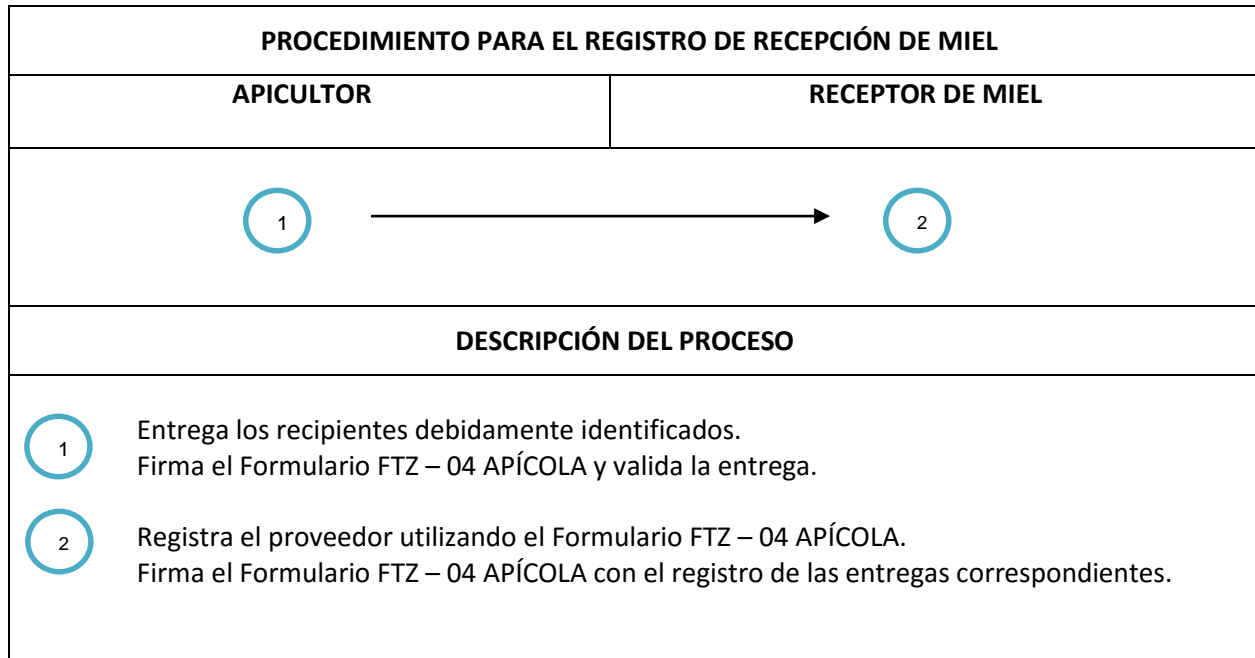 PROCEDIMIENTO PARA EL REGISTRO DE RECEPCIÓN DE MIEL
APICULTOR
RECEPTOR DE MIEL
1
2
DESCRIPCIÓN DEL PROCESO
1
Entrega los recipientes debidamente identificados.
Firma el Formulario FTZ – 04 APÍCOLA y valida la entrega.
2
Registra el proveedor utilizando el Formulario FTZ – 04 APÍCOLA.
Firma el Formulario FTZ – 04 APÍCOLA con el registro de las entregas correspondientes.